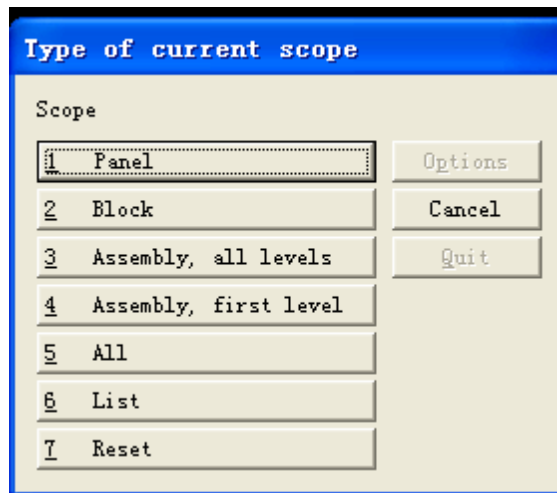 Type of current scope
Scope
1 Panel
Options
2 Block
Cancel
3 Assembly, all levels
Quit
4 Assembly, first level
5 All
6 List
7 Reset